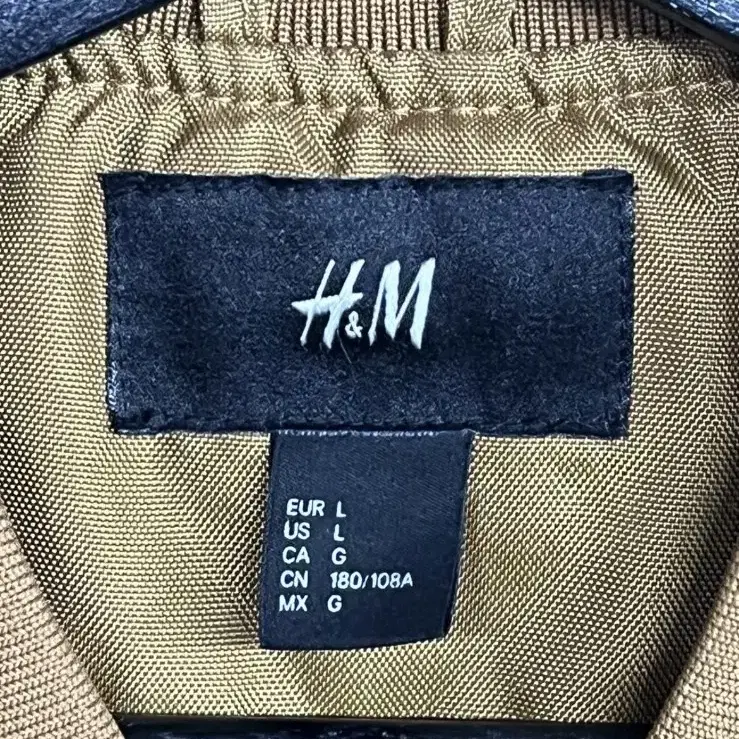 H&M
EUR L
US L
CA G
CN 180/108A
MX G